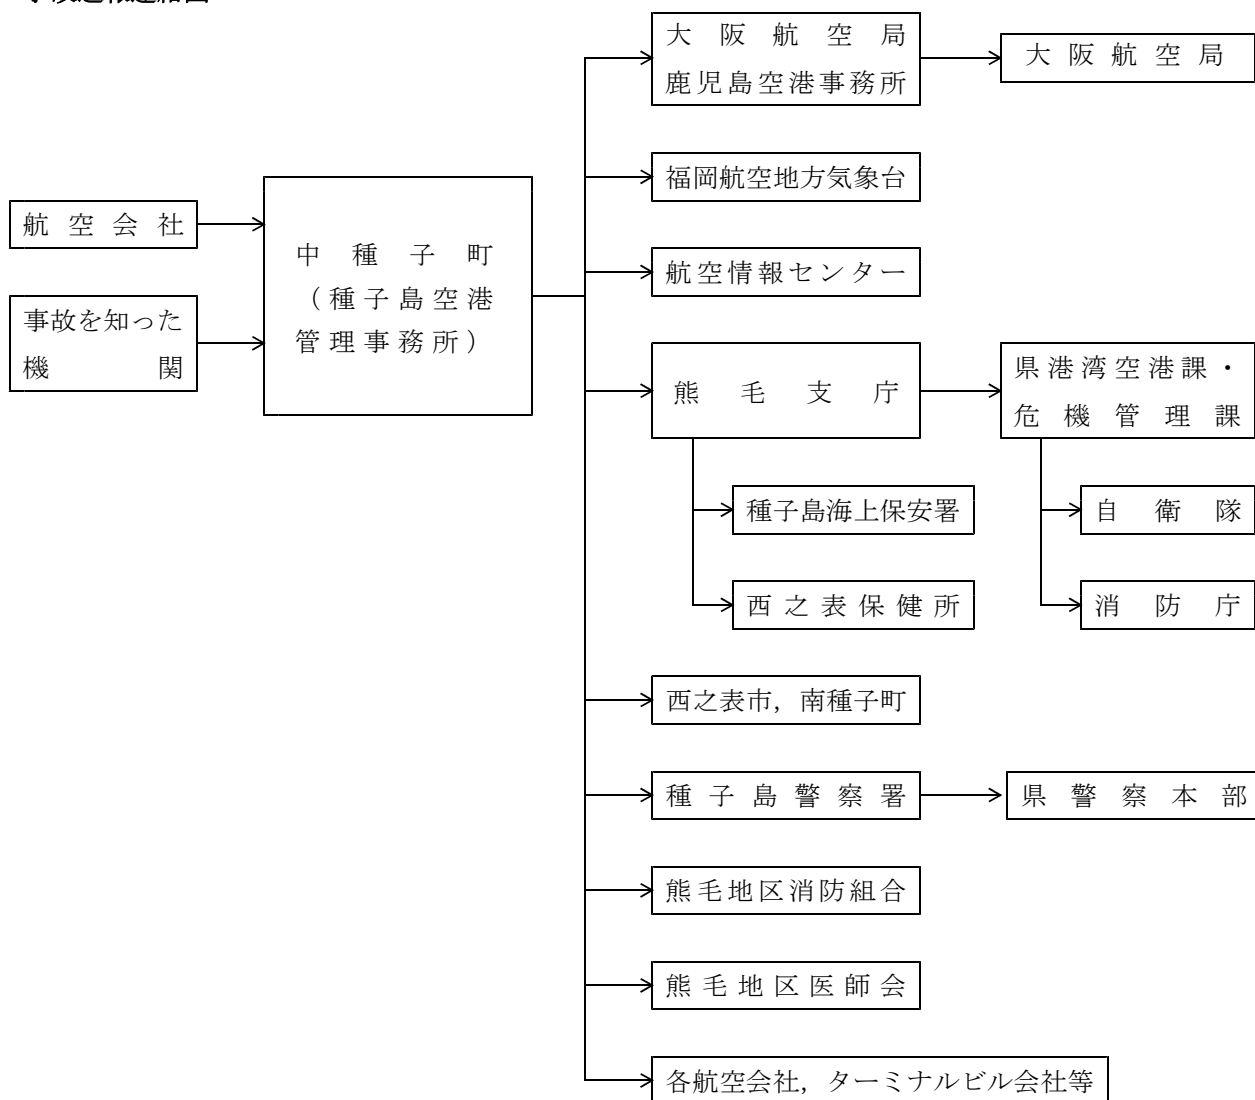 大阪航空局
鹿児島空港事務所
大阪航空局
福岡航空地方気象台
航空会社
中種子町
（種子島空港
管理事務所）
航空情報センター
事故を知った
機関
熊毛支庁
県港湾空港課・
危機管理課
種子島海上保安署
自衛隊
西之表保健所
消防庁
西之表市，南種子町
種子島警察署
県警察本部
熊毛地区消防組合
熊毛地区医師会
各航空会社，ターミナルビル会社等